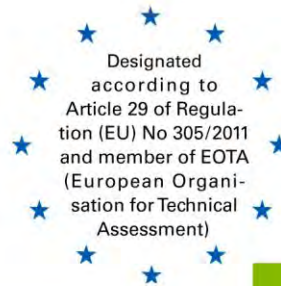 Designated
according to
Article 29 of Regula-
tion (EU) No 305/2011
and member of EOTA
(European Organi-
sation for Technical
Assessment)